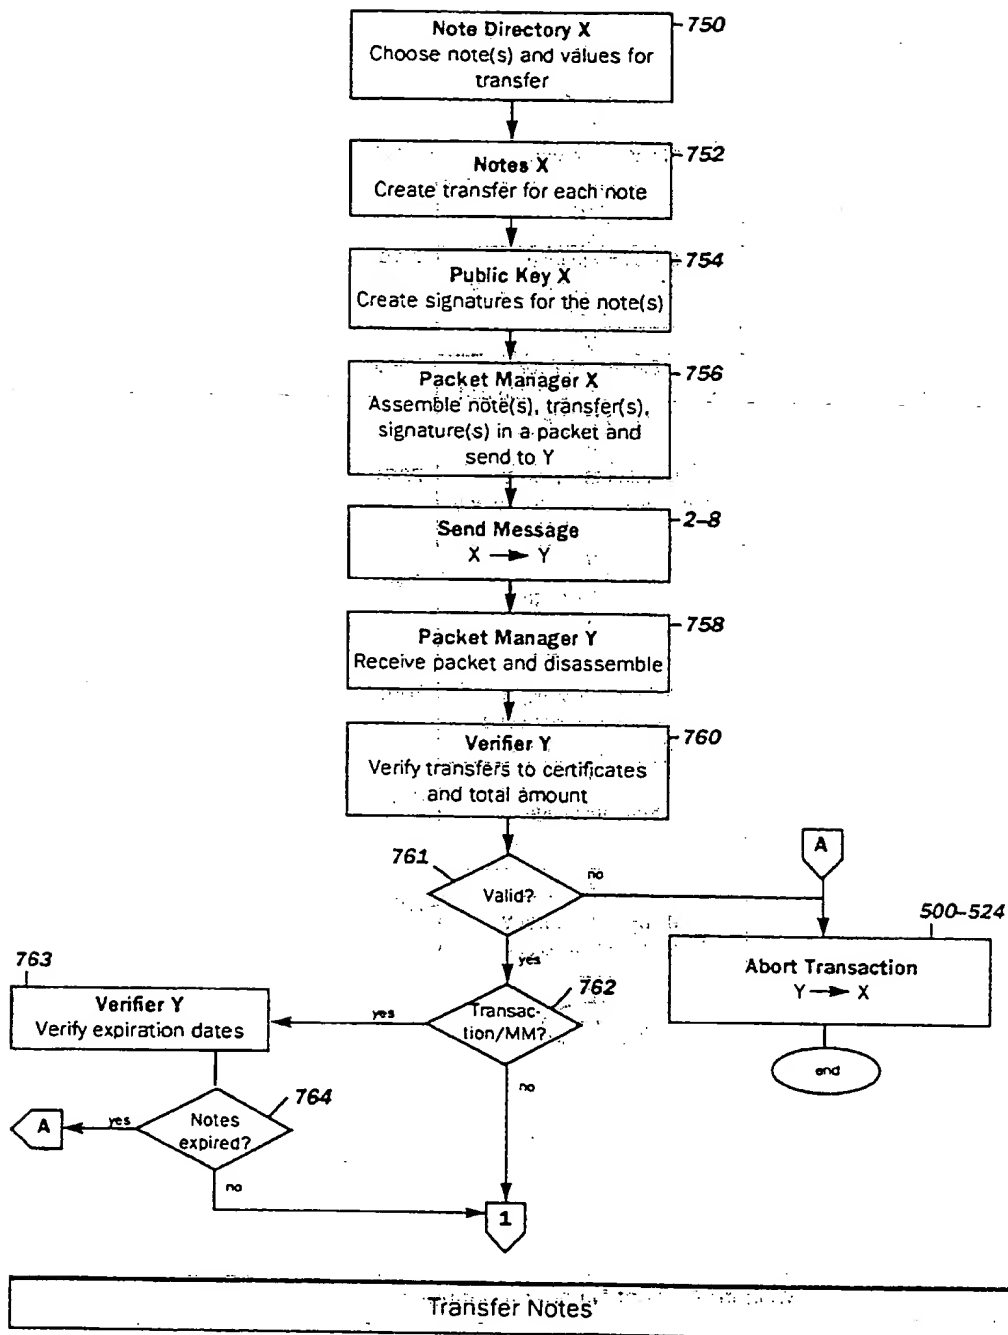 Note Directory X
750
Choose note(s) and values for
transfer
Notes X
752
Create transfer for each note
Public Key X
754
Create signatures for the note(s)
Packet Manager X
756
Assemble note(s), transfer(s),
signature(s) in a packet and
send to Y
Send Message
2–8
X Y
Packet Manager Y
758
Receive packet and disassemble
Verifier Y
760
Verify transfers to certificates
and total amount
761
Valid?
no
A
500–524
Abort Transaction
Y X
end
yes
762
Transac-
tion/MM?
yes
763
Verifier Y
Verify expiration dates
no
764
Notes
expired?
yes
A
no
1
Transfer Notes